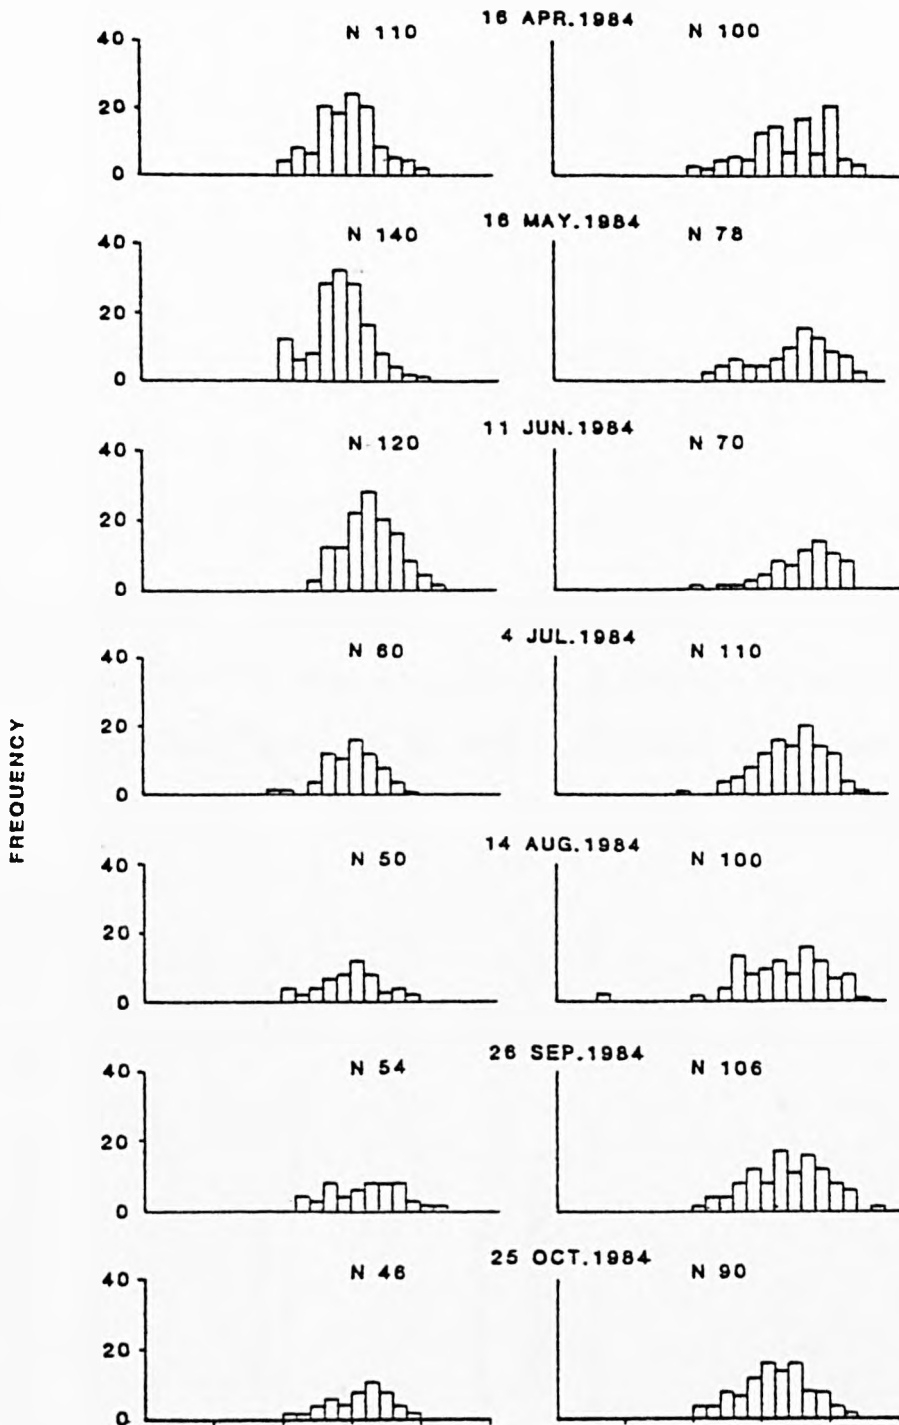 16 APR.1984
N 110 N 100
40
20
0
16 MAY.1984
N 140 N 78
40
20
0
11 JUN.1984
N 120 N 70
40
20
0
4 JUL.1984
N 60 N 110
40
20
0
FREQUENCY
14 AUG.1984
N 50 N 100
40
20
0
26 SEP.1984
N 54 N 106
40
20
0
25 OCT.1984
N 46 N 90
40
20
0